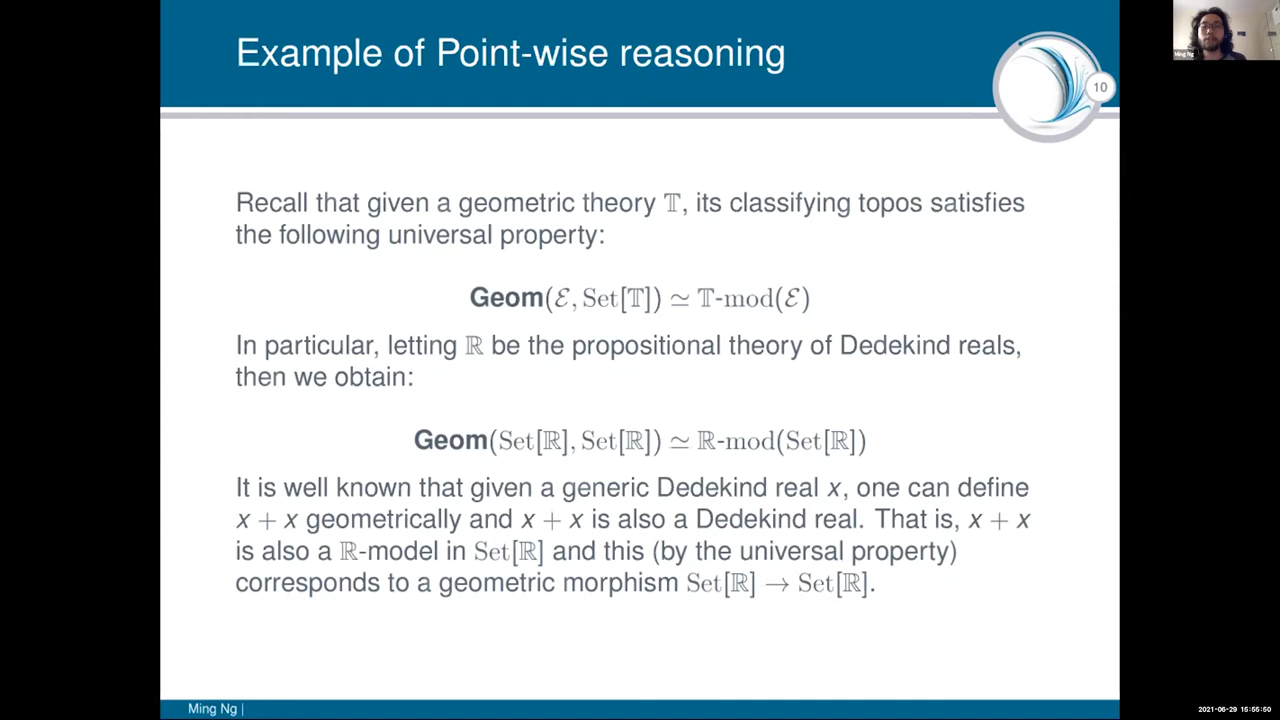 Example of Point-wise reasoning
10
Ming Ng
Recall that given a geometric theory 𝕋, its classifying topos satisfies
the following universal property:
Geom(ℰ, Set[𝕋]) ≃ 𝕋-mod(ℰ)
In particular, letting ℝ be the propositional theory of Dedekind reals,
then we obtain:
Geom(Set[ℝ], Set[ℝ]) ≃ ℝ-mod(Set[ℝ])
It is well known that given a generic Dedekind real x, one can define
x + x geometrically and x + x is also a Dedekind real. That is, x + x
is also a ℝ-model in Set[ℝ] and this (by the universal property)
corresponds to a geometric morphism Set[ℝ] → Set[ℝ].
Ming Ng |
2021-06-29 15:55:50